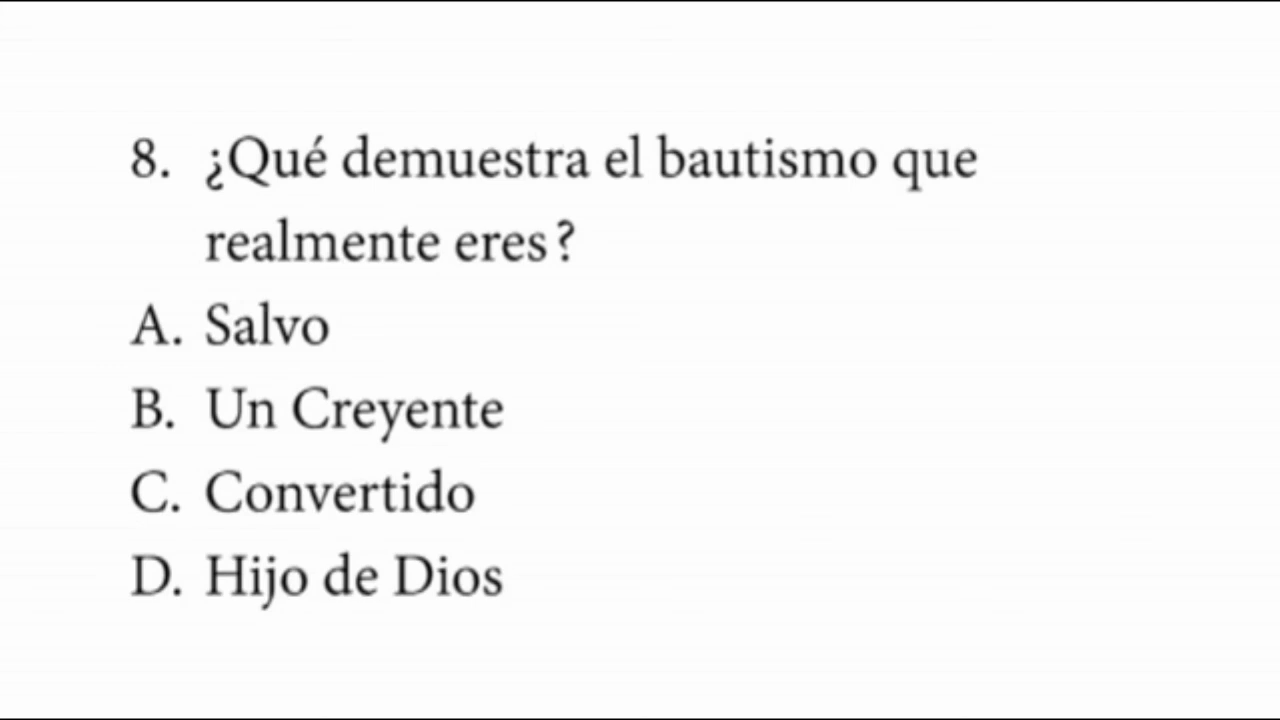 8. ¿Qué demuestra el bautismo que
realmente eres?
A. Salvo
B. Un Creyente
C. Convertido
D. Hijo de Dios